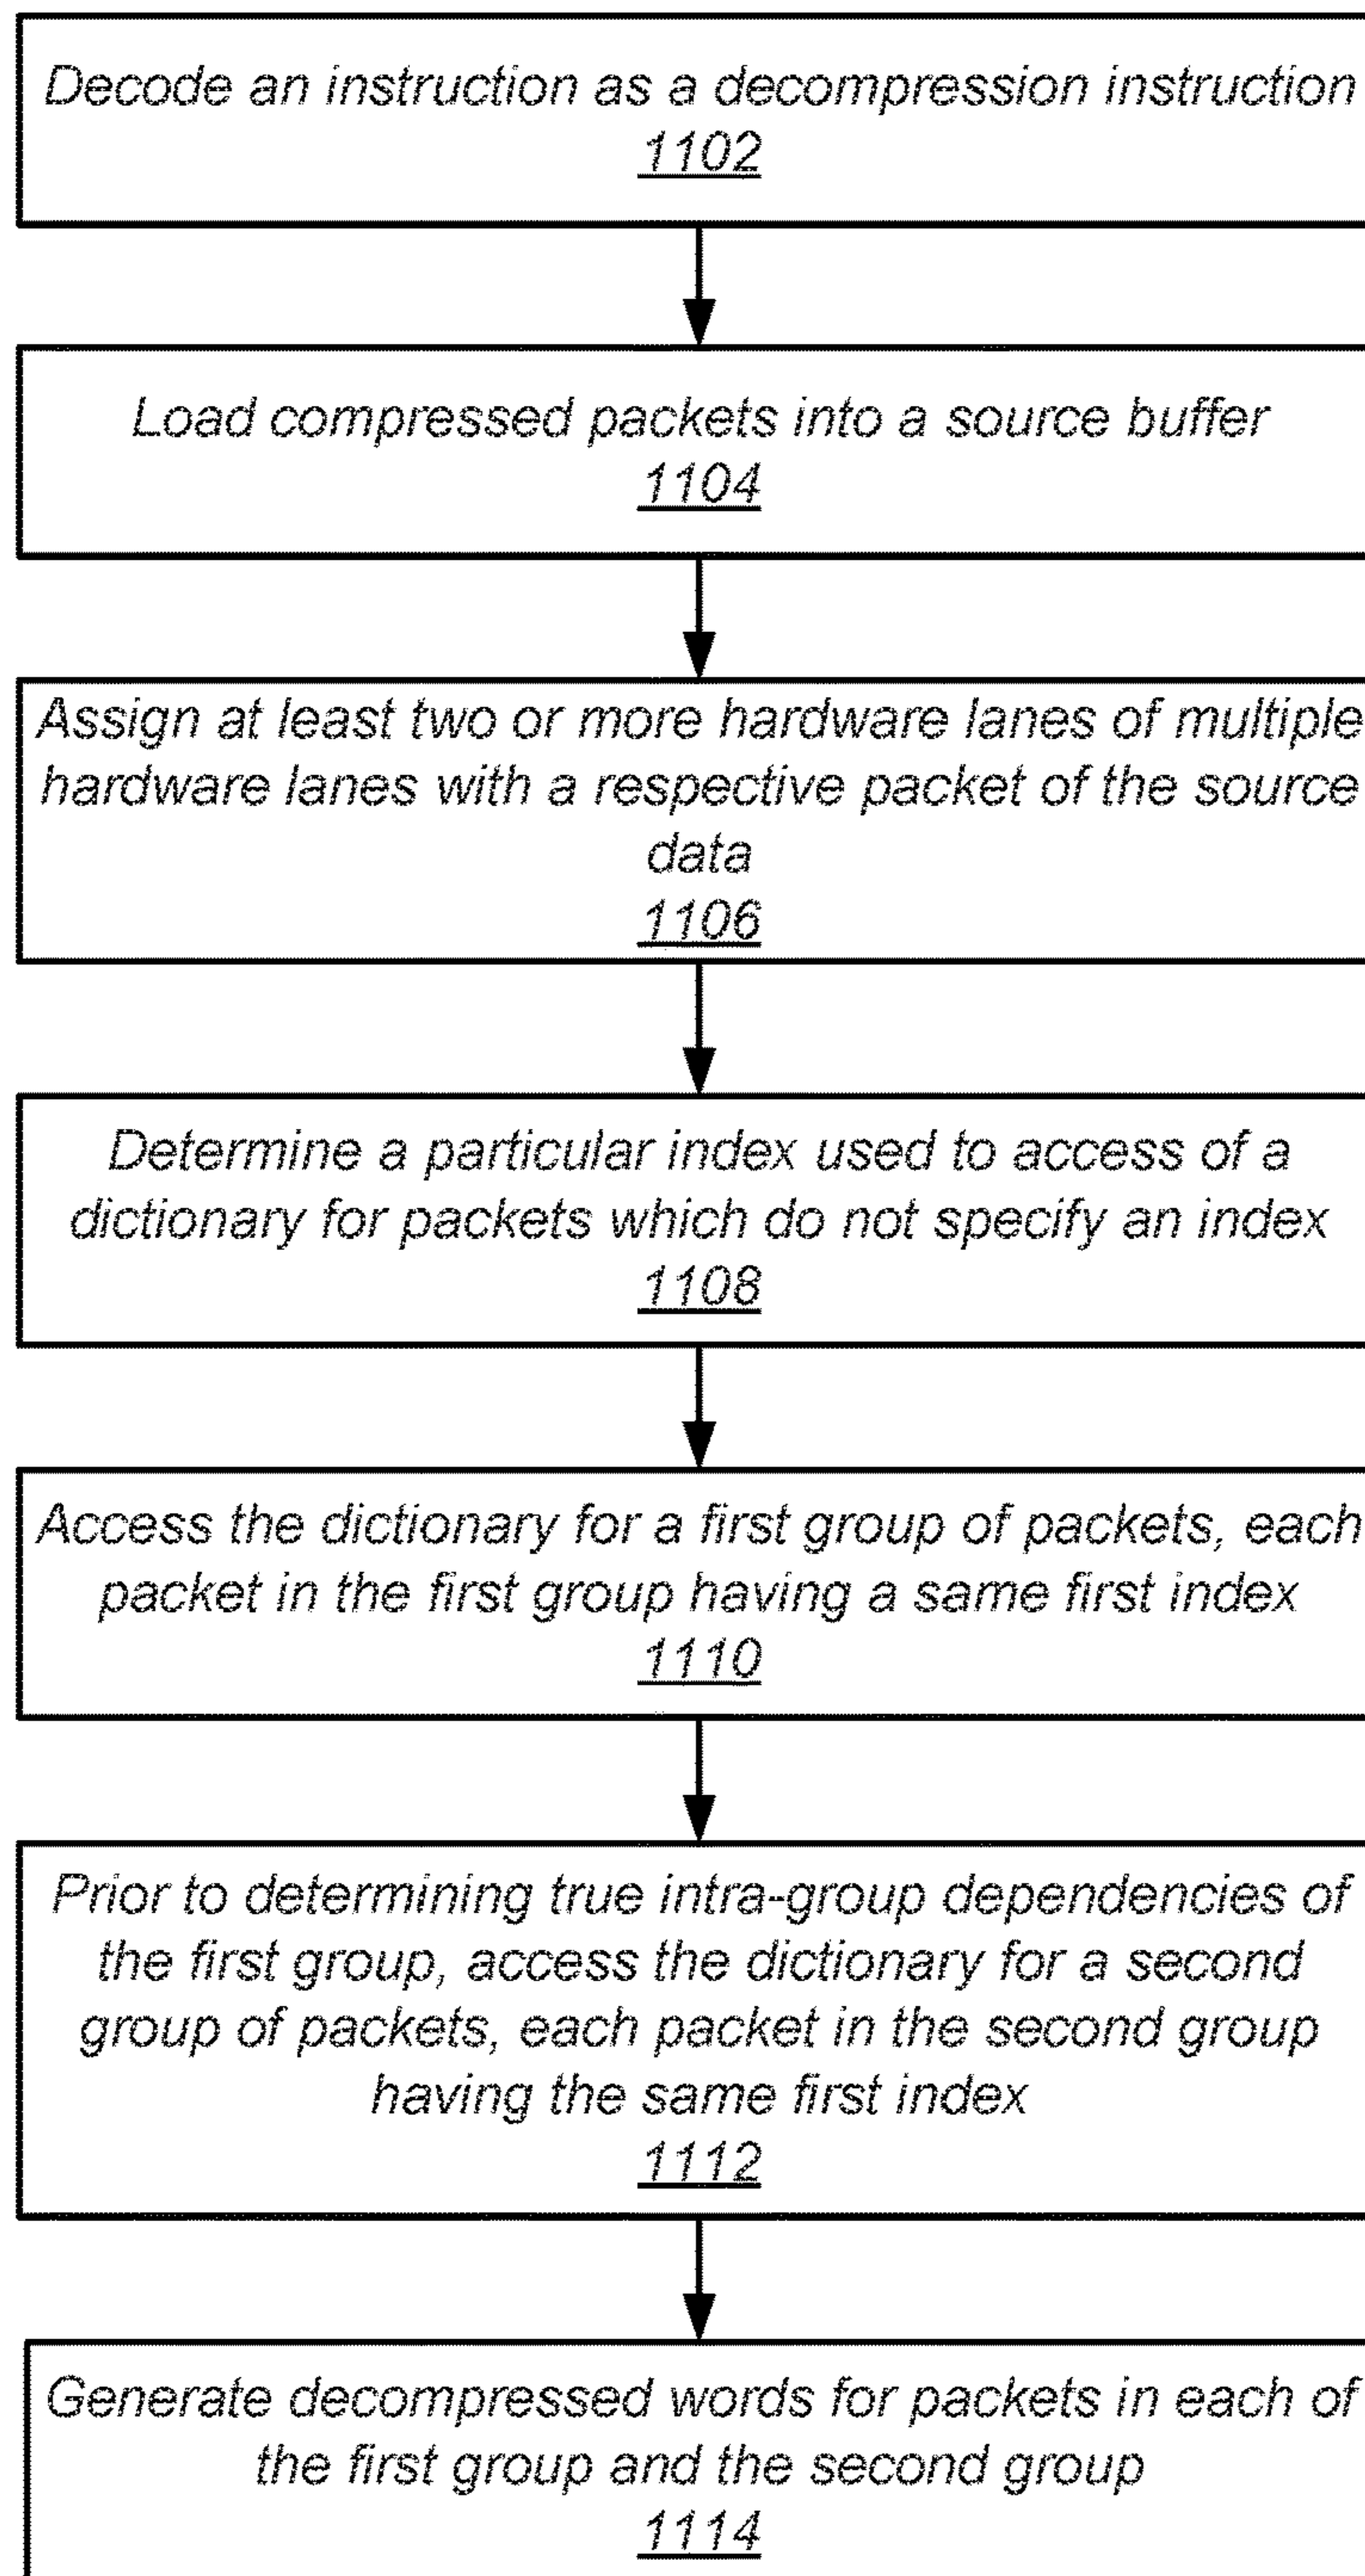 Decode an instruction as a decompression instruction
1102
Load compressed packets into a source buffer
1104
Assign at least two or more hardware lanes of multiple
hardware lanes with a respective packet of the source
data
1106
Determine a particular index used to access of a
dictionary for packets which do not specify an index
1108
Access the dictionary for a first group of packets, each
packet in the first group having a same first index
1110
Prior to determining true intra-group dependencies of
the first group, access the dictionary for a second
group of packets, each packet in the second group
having the same first index
1112
Generate decompressed words for packets in each of
the first group and the second group
1114